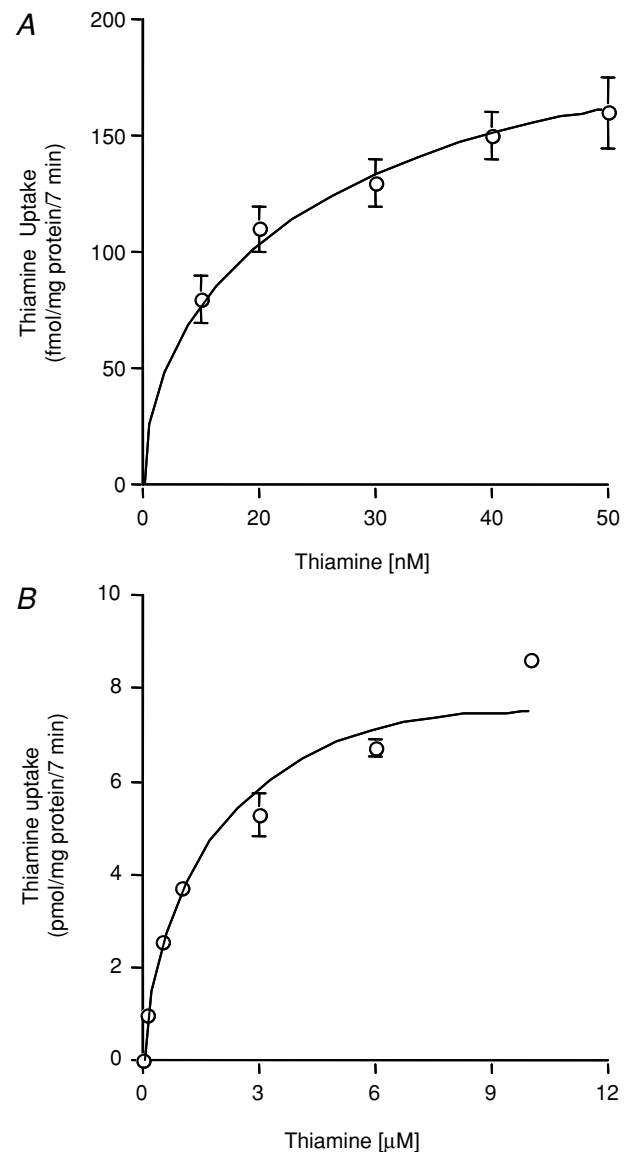 A
200
150
100
50
0
0 20 30 40 50
Thiamine Uptake
(fmol/mg protein/7 min)
Thiamine [nM]
B
10
8
6
4
2
0
0 3 6 9 12
Thiamine uptake
(pmol/mg protein/7 min)
Thiamine [μM]